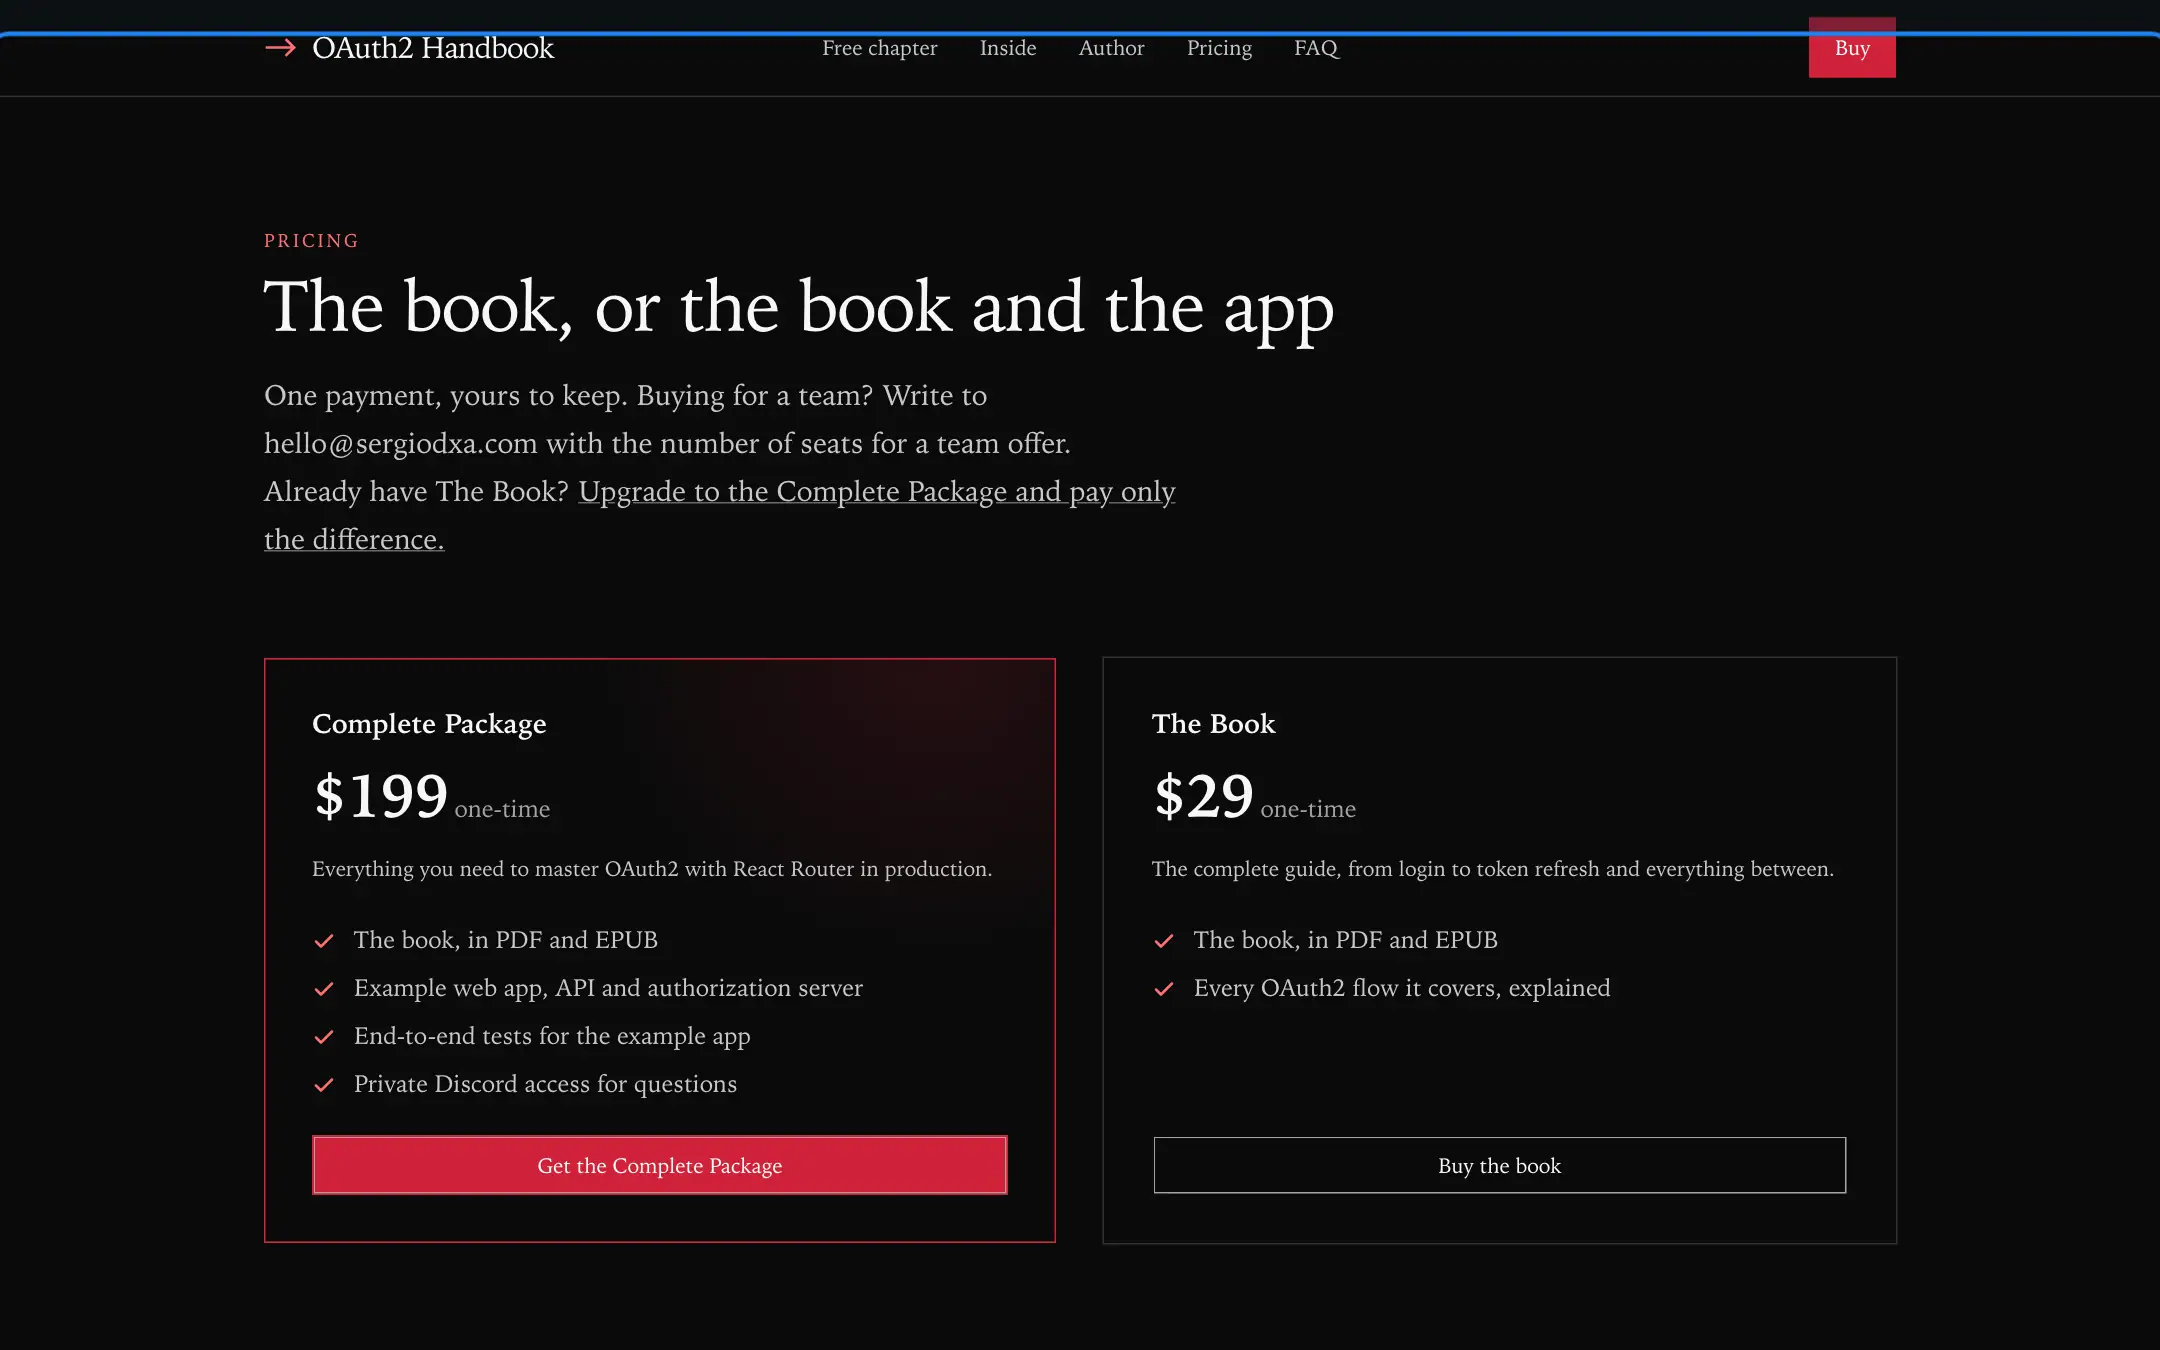 OAuth2 Handbook
Free chapter
Inside
Author
Pricing
FAQ
Buy
PRICING
The book, or the book and the app
One payment, yours to keep. Buying for a team? Write to
hello@sergiodxa.com with the number of seats for a team offer.
Already have The Book? Upgrade to the Complete Package and pay only
the difference.
Complete Package
$199 one-time
Everything you need to master OAuth2 with React Router in production.
The book, in PDF and EPUB
Example web app, API and authorization server
End-to-end tests for the example app
Private Discord access for questions
Get the Complete Package
The Book
$29 one-time
The complete guide, from login to token refresh and everything between.
The book, in PDF and EPUB
Every OAuth2 flow it covers, explained
Buy the book